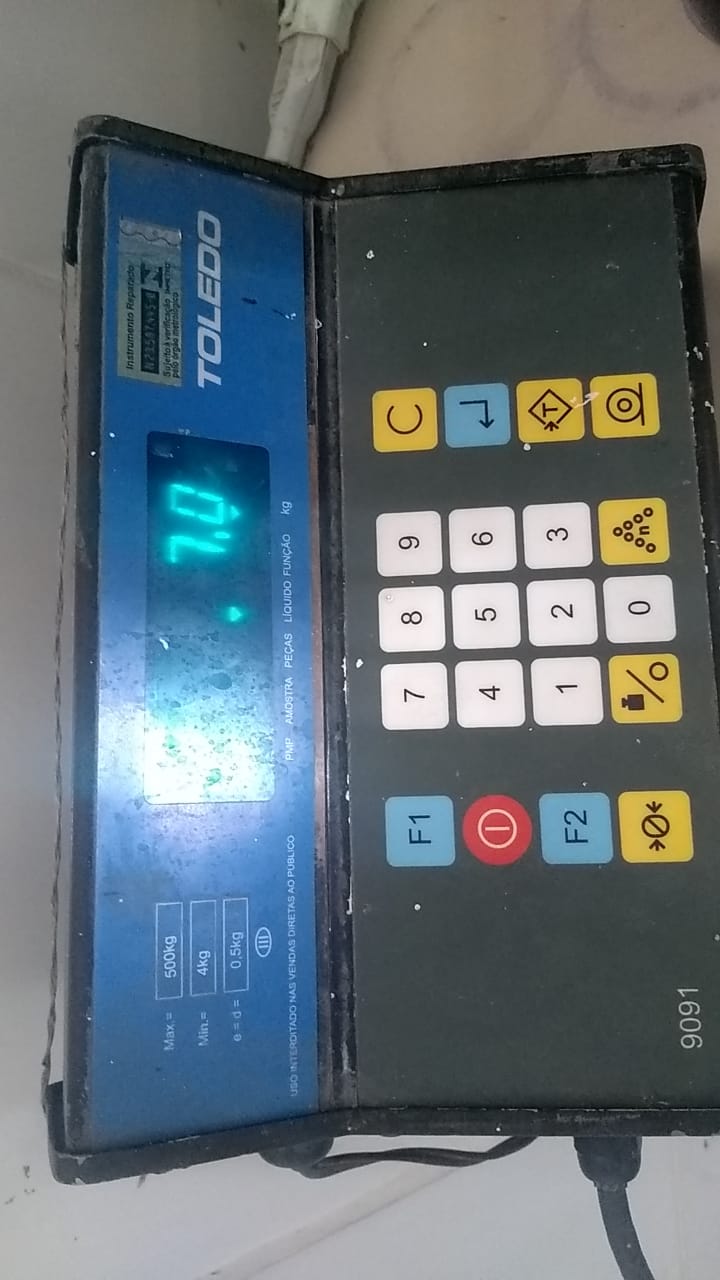 Max.= 500kg
Min.= 4kg
e = d = 0,5kg
III
USO INTERDITADO NAS VENDAS DIRETAS AO PÚBLICO
7.0
PMP AMOSTRA PEÇAS LÍQUIDO FUNÇÃO kg
Instrumento Reparado
Sujeito à verificação
pelo órgão metrológico
TOLEDO
F1 7 8 9 C
4 5 6
F2 1 2 3 T
0 n
9091